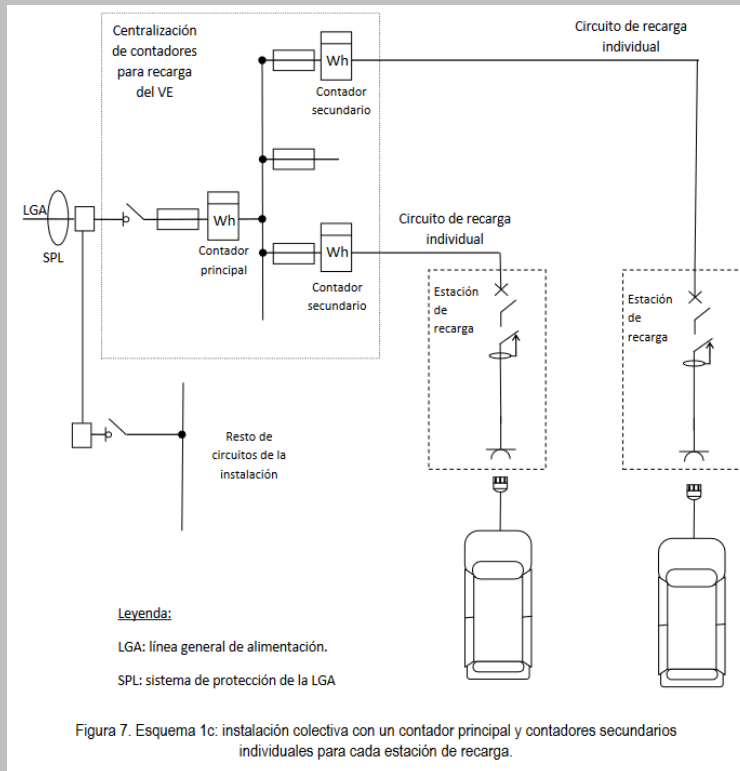 Centralización
de contadores
para recarga
del VE
Wh
Contador
secundario
Circuito de recarga
individual
LGA
SPL
Wh
Contador
principal
Wh
Contador
secundario
Circuito de recarga
individual
Estación
de
recarga
Estación
de
recarga
Resto de
circuitos de la
instalación
Leyenda:
LGA: línea general de alimentación.
SPL: sistema de protección de la LGA
Figura 7. Esquema 1c: instalación colectiva con un contador principal y contadores secundarios
individuales para cada estación de recarga.